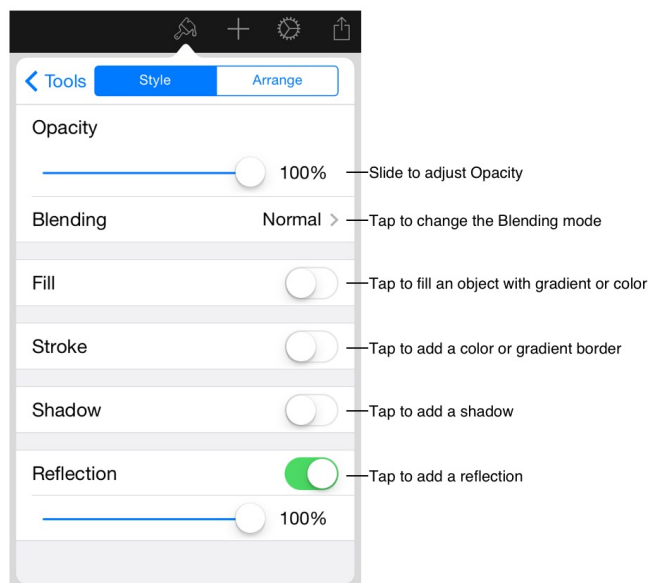 Tools Style Arrange
Opacity
100% Slide to adjust Opacity
Blending Normal Tap to change the Blending mode
Fill Tap to fill an object with gradient or color
Stroke Tap to add a color or gradient border
Shadow Tap to add a shadow
Reflection Tap to add a reflection
100%